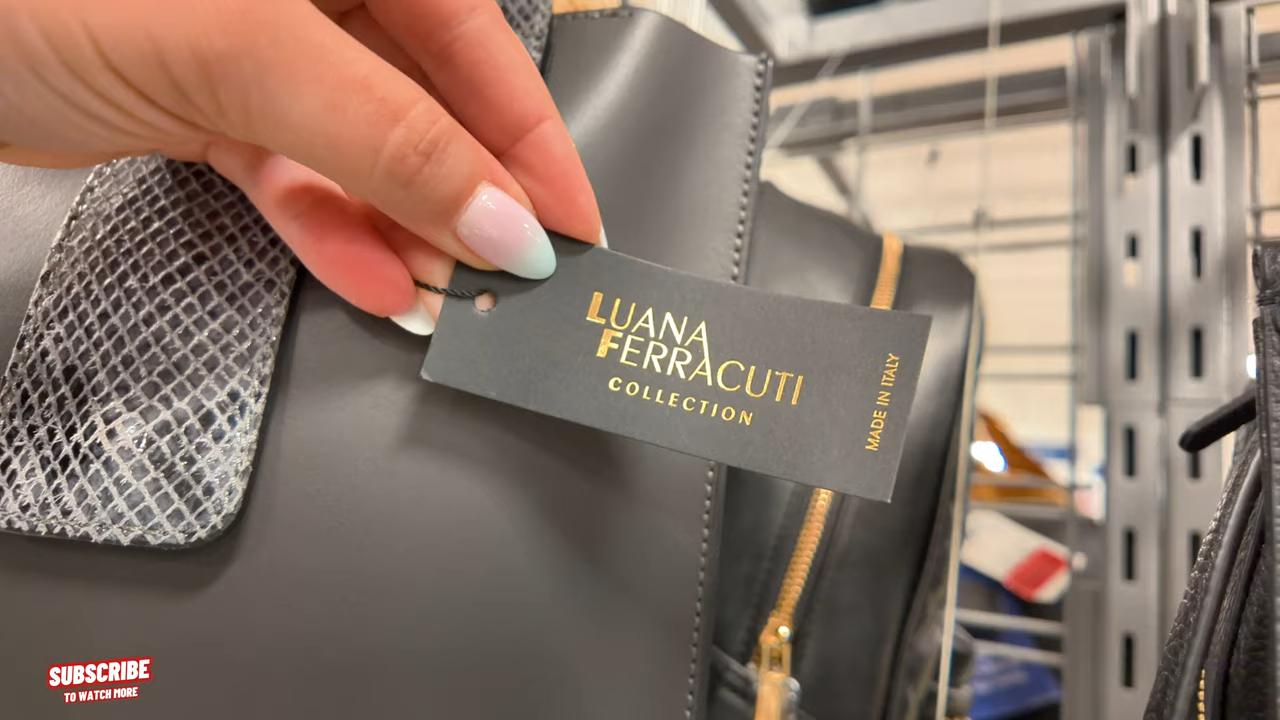 LUANA
FERRACUTI
COLLECTION
MADE IN ITALY
SUBSCRIBE
TO WATCH MORE